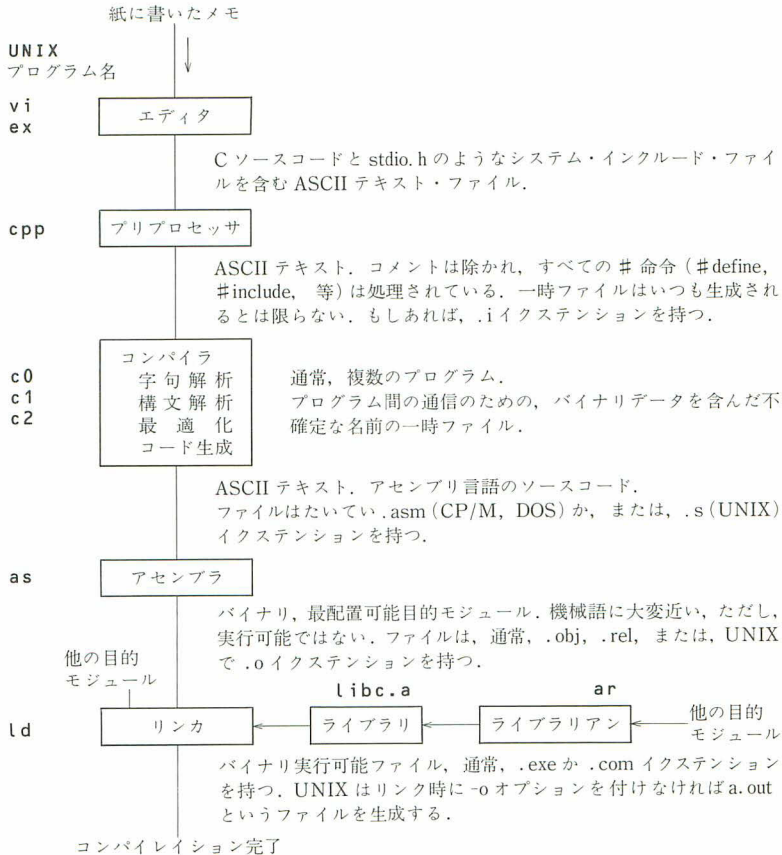 紙に書いたメモ
UNIX
プログラム名
vi
ex
エディタ
C ソースコードと stdio.h のようなシステム・インクルード・ファイ
ルを含む ASCII テキスト・ファイル．
cpp
プリプロセッサ
ASCII テキスト．コメントは除かれ，すべての # 命令（#define,
#include, 等）は処理されている．一時ファイルはいつも生成され
るとは限らない．もしあれば，.i イクステンションを持つ．
c0
c1
c2
コンパイラ
字句解析
構文解析
最適化
コード生成
通常，複数のプログラム．
プログラム間の通信のための，バイナリデータを含んだ不
確定な名前の一時ファイル．
ASCII テキスト．アセンブリ言語のソースコード．
ファイルはたいてい .asm (CP/M, DOS) か，または，.s (UNIX)
イクステンションを持つ．
as
アセンブラ
バイナリ，最配置可能目的モジュール．機械語に大変近い，ただし，
実行可能ではない．ファイルは，通常，.obj, .rel, または，UNIX
で .o イクステンションを持つ．
他の目的
モジュール
libc.a
ar
ld
リンカ
ライブラリ
ライブラリアン
他の目的
モジュール
バイナリ実行可能ファイル，通常，.exe か .com イクステンション
を持つ．UNIX はリンク時に -o オプションを付けなければ a.out
というファイルを生成する．
コンパイレイション完了